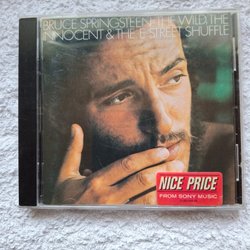 BRUCE SPRINGSTEEN THE WILD, THE
INNOCENT & THE E STREET SHUFFLE
NICE PRICE
FROM SONY MUSIC